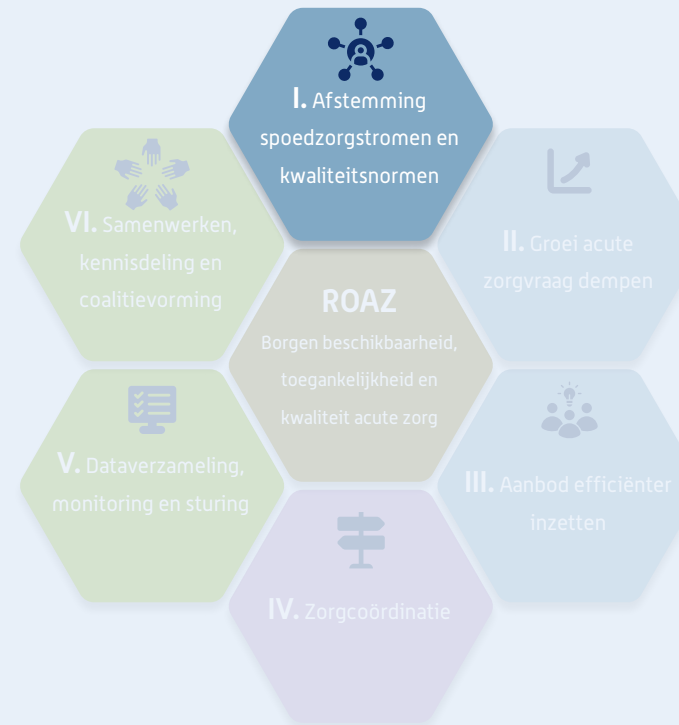 I. Afstemming
spoedzorgstromen en
kwaliteitsnormen
II. Groei acute
zorgvraag dempen
III. Aanbod efficiënter
inzetten
IV. Zorgcoördinatie
V. Dataverzameling,
monitoring en sturing
VI. Samenwerken,
kennisdeling en
coalitievorming
ROAZ
Borgen beschikbaarheid,
toegankelijkheid en
kwaliteit acute zorg